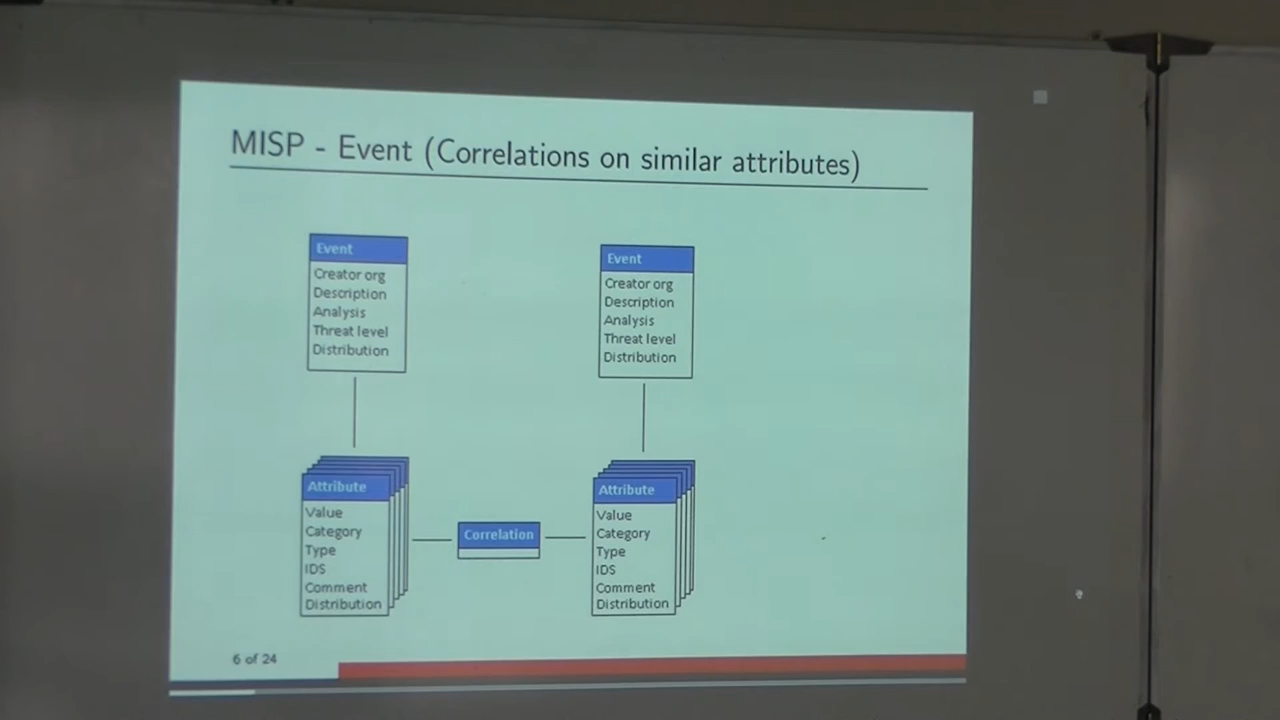 MISP - Event (Correlations on similar attributes)
Event
Creator org
Description
Analysis
Threat level
Distribution
Event
Creator org
Description
Analysis
Threat level
Distribution
Attribute
Value
Category
Type
IDS
Comment
Distribution
Correlation
Attribute
Value
Category
Type
IDS
Comment
Distribution
6 of 24